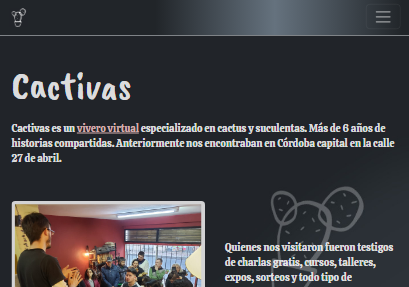 Cactivas
Cactivas es un vivero virtual especializado en cactus y suculentas. Más de 6 años de
historias compartidas. Anteriormente nos encontraban en Córdoba capital en la calle
27 de abril.
Quienes nos visitaron fueron testigos
de charlas gratis, cursos, talleres,
expos, sorteos y todo tipo de